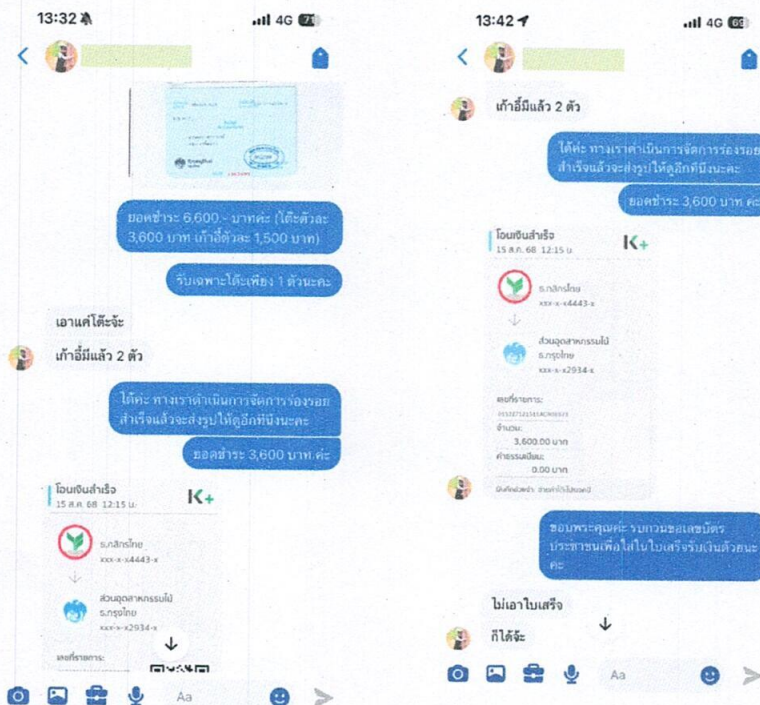 13:32
4G
71
ยอดชำระ 6,600.- บาทค่ะ (โต๊ะตัวละ
3,600 บาท เก้าอี้ตัวละ 1,500 บาท)
รับเฉพาะโต๊ะเพียง 1 ตัวนะคะ
เอาแค่โต๊ะจ้ะ
เก้าอี้มีแล้ว 2 ตัว
ได้ค่ะ ทางเราดำเนินการจัดการร่องรอย
สำเร็จแล้วจะส่งรูปให้ดูอีกทีนึงนะคะ
ยอดชำระ 3,600 บาท ค่ะ
โอนเงินสำเร็จ
15 ส.ค. 68 12:15 น.
K+
ธ.กสิกรไทย
xxx-x-x4443-x
ส่วนอุตสาหกรรมไม้
ธ.กรุงไทย
xxx-x-x2934-x
เลขที่รายการ:
Aa
13:42
4G
69
เก้าอี้มีแล้ว 2 ตัว
ได้ค่ะ ทางเราดำเนินการจัดการร่องรอย
สำเร็จแล้วจะส่งรูปให้ดูอีกทีนึงนะคะ
ยอดชำระ 3,600 บาท ค่ะ
โอนเงินสำเร็จ
15 ส.ค. 68 12:15 น.
K+
ธ.กสิกรไทย
xxx-x-x4443-x
ส่วนอุตสาหกรรมไม้
ธ.กรุงไทย
xxx-x-x2934-x
เลขที่รายการ:
จำนวน:
3,600.00 บาท
ค่าธรรมเนียม:
0.00 บาท
ขอบพระคุณค่ะ รบกวนขอเลขบัตร
ประชาชนเพื่อใส่ในใบเสร็จรับเงินด้วยนะ
คะ
ไม่เอาใบเสร็จ
ก็ได้จ้ะ
Aa